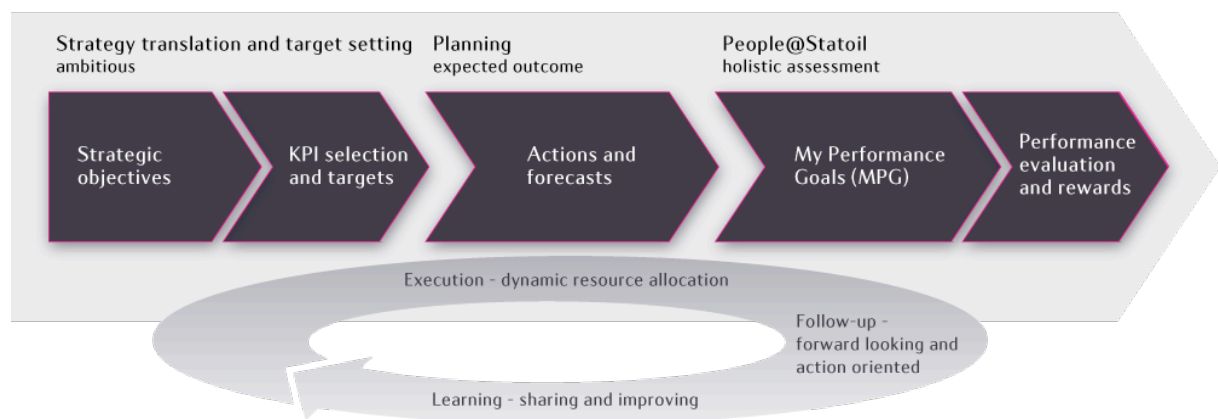 Strategy translation and target setting
ambitious
Planning
expected outcome
People@Statoil
holistic assessment
Strategic
objectives
KPI selection
and targets
Actions and
forecasts
My Performance
Goals (MPG)
Performance
evaluation
and rewards
Execution - dynamic resource allocation
Follow-up -
forward looking and
action oriented
Learning - sharing and improving